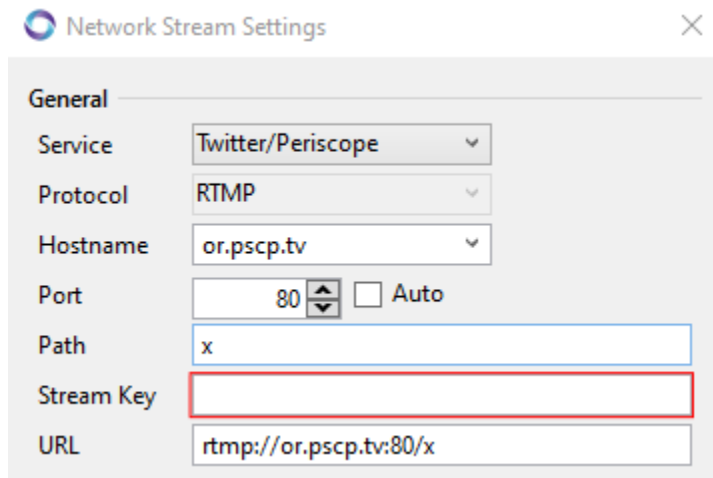 Network Stream Settings
General
Service Twitter/Periscope
Protocol RTMP
Hostname or.pscp.tv
Port 80 Auto
Path x
Stream Key
URL rtmp://or.pscp.tv:80/x